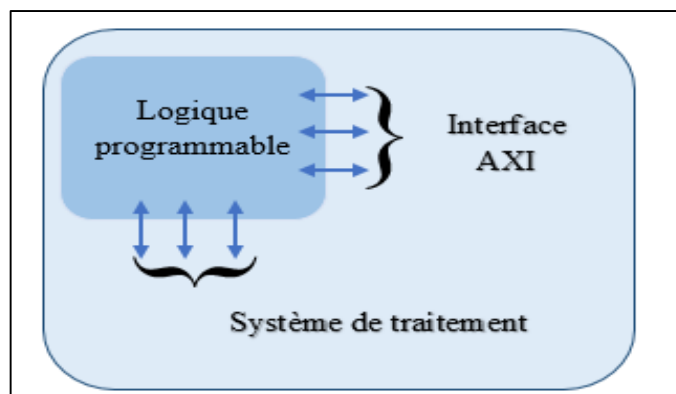 Logique
programmable
Interface
AXI
Système de traitement